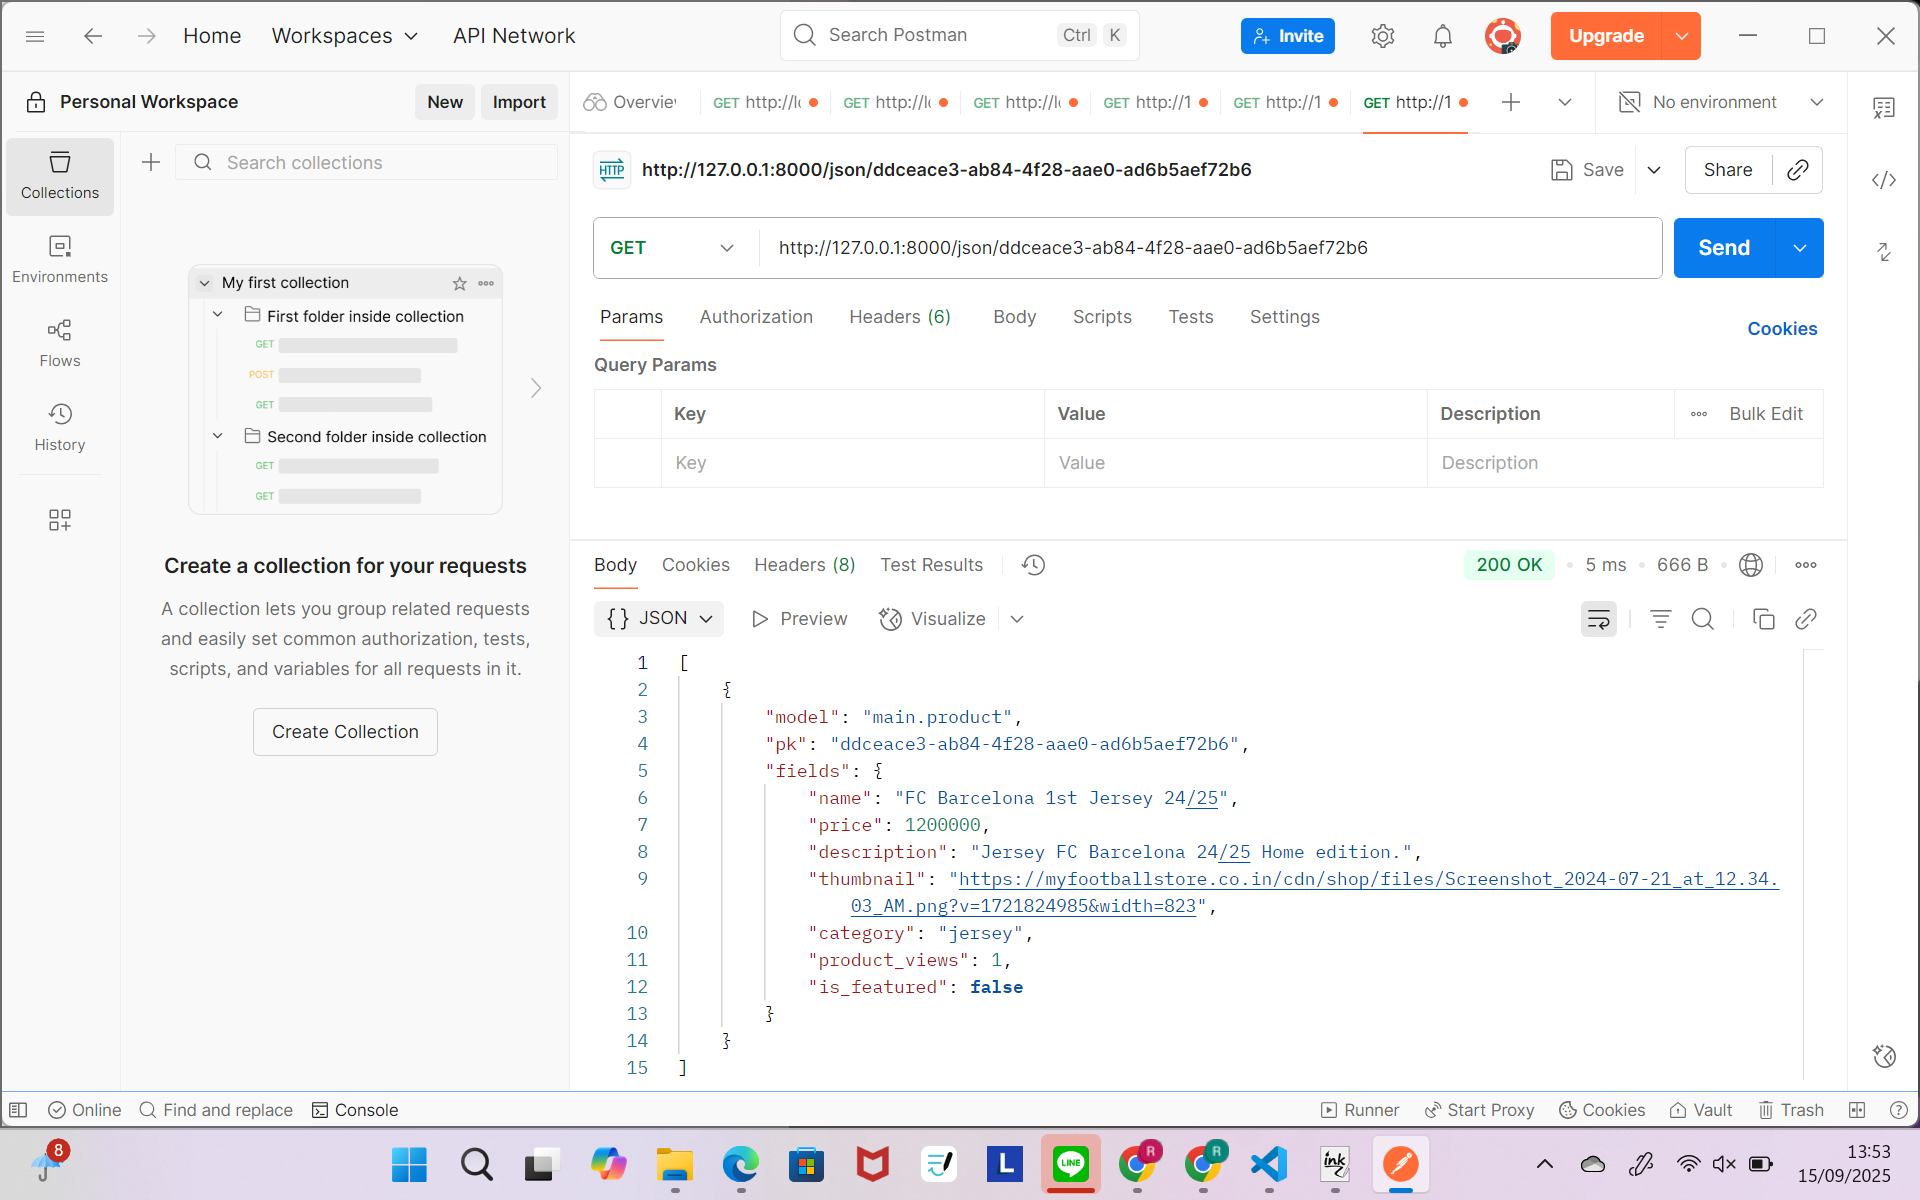 Home
Workspaces
API Network
Search Postman
Ctrl
K
Invite
Upgrade
Personal Workspace
New
Import
Overview
GET http://l
GET http://l
GET http://l
GET http://1
GET http://1
GET http://1
No environment
Collections
Search collections
HTTP
http://127.0.0.1:8000/json/ddceace3-ab84-4f28-aae0-ad6b5aef72b6
Save
Share
Environments
GET
http://127.0.0.1:8000/json/ddceace3-ab84-4f28-aae0-ad6b5aef72b6
Send
My first collection
First folder inside collection
GET
POST
GET
Second folder inside collection
GET
GET
Flows
History
Params
Authorization
Headers (6)
Body
Scripts
Tests
Settings
Cookies
Query Params
Key
Value
Description
Bulk Edit
Key
Value
Description
Create a collection for your requests
A collection lets you group related requests
and easily set common authorization, tests,
scripts, and variables for all requests in it.
Create Collection
Body
Cookies
Headers (8)
Test Results
200 OK
5 ms
666 B
{} JSON
Preview
Visualize
1 [
2 {
3 "model": "main.product",
4 "pk": "ddceace3-ab84-4f28-aae0-ad6b5aef72b6",
5 "fields": {
6 "name": "FC Barcelona 1st Jersey 24/25",
7 "price": 1200000,
8 "description": "Jersey FC Barcelona 24/25 Home edition.",
9 "thumbnail": "https://myfootballstore.co.in/cdn/shop/files/Screenshot_2024-07-21_at_12.34.
03_AM.png?v=1721824985&width=823",
10 "category": "jersey",
11 "product_views": 1,
12 "is_featured": false
13 }
14 }
15 ]
Online
Find and replace
Console
Runner
Start Proxy
Cookies
Vault
Trash
8
L
LINE
R
R
ink
13:53
15/09/2025